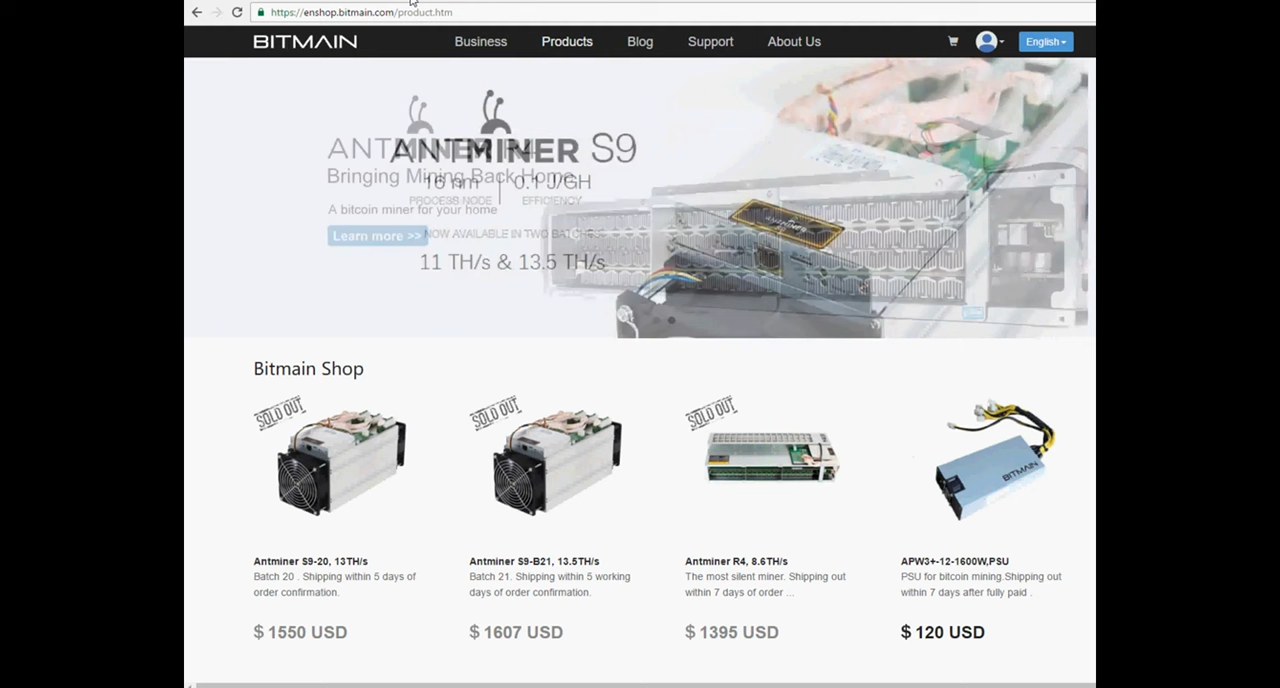 https://enshop.bitmain.com/product.htm
BITMAIN
Business
Products
Blog
Support
About Us
English
ANTMINER S9
ANTMINER R4
Bringing Mining Back Home
16 nm
0.1 J/GH
PROCESS NODE
EFFICIENCY
A bitcoin miner for your home
Learn more >>
NOW AVAILABLE IN TWO BATCHES
11 TH/s & 13.5 TH/s
Bitmain Shop
SOLD OUT
SOLD OUT
SOLD OUT
BITMAIN
Antminer S9-20, 13TH/s
Batch 20 . Shipping within 5 days of
order confirmation.
$ 1550 USD
Antminer S9-B21, 13.5TH/s
Batch 21. Shipping within 5 working
days of order confirmation.
$ 1607 USD
Antminer R4, 8.6TH/s
The most silent miner. Shipping out
within 7 days of order ...
$ 1395 USD
APW3+-12-1600W,PSU
PSU for bitcoin mining.Shipping out
within 7 days after fully paid .
$ 120 USD